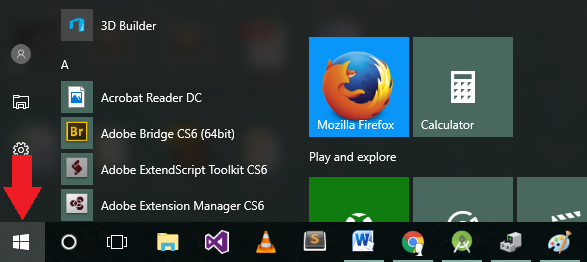 3D Builder
A
Acrobat Reader DC
Br
Adobe Bridge CS6 (64bit)
Adobe ExtendScript Toolkit CS6
Adobe Extension Manager CS6
Mozilla Firefox
Calculator
Play and explore
S
W